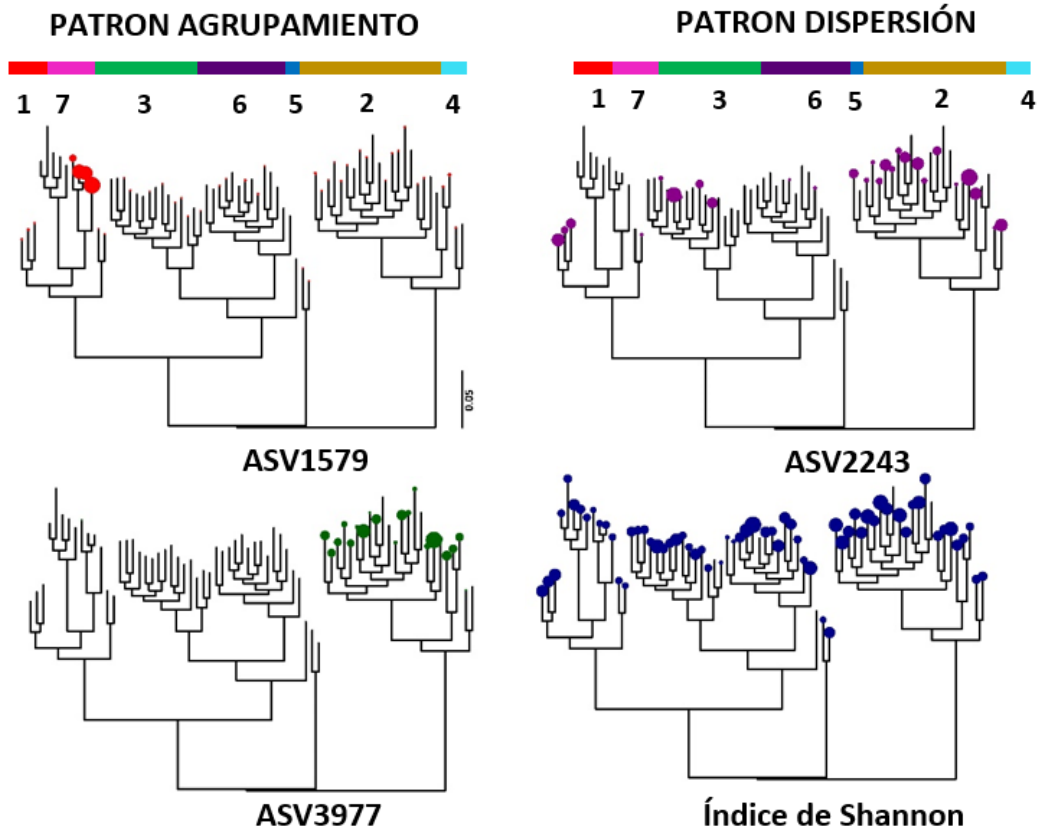 PATRON AGRUPAMIENTO
1 7 3 6 5 2 4
0.05
ASV1579
ASV3977
PATRON DISPERSIÓN
1 7 3 6 5 2 4
ASV2243
Índice de Shannon